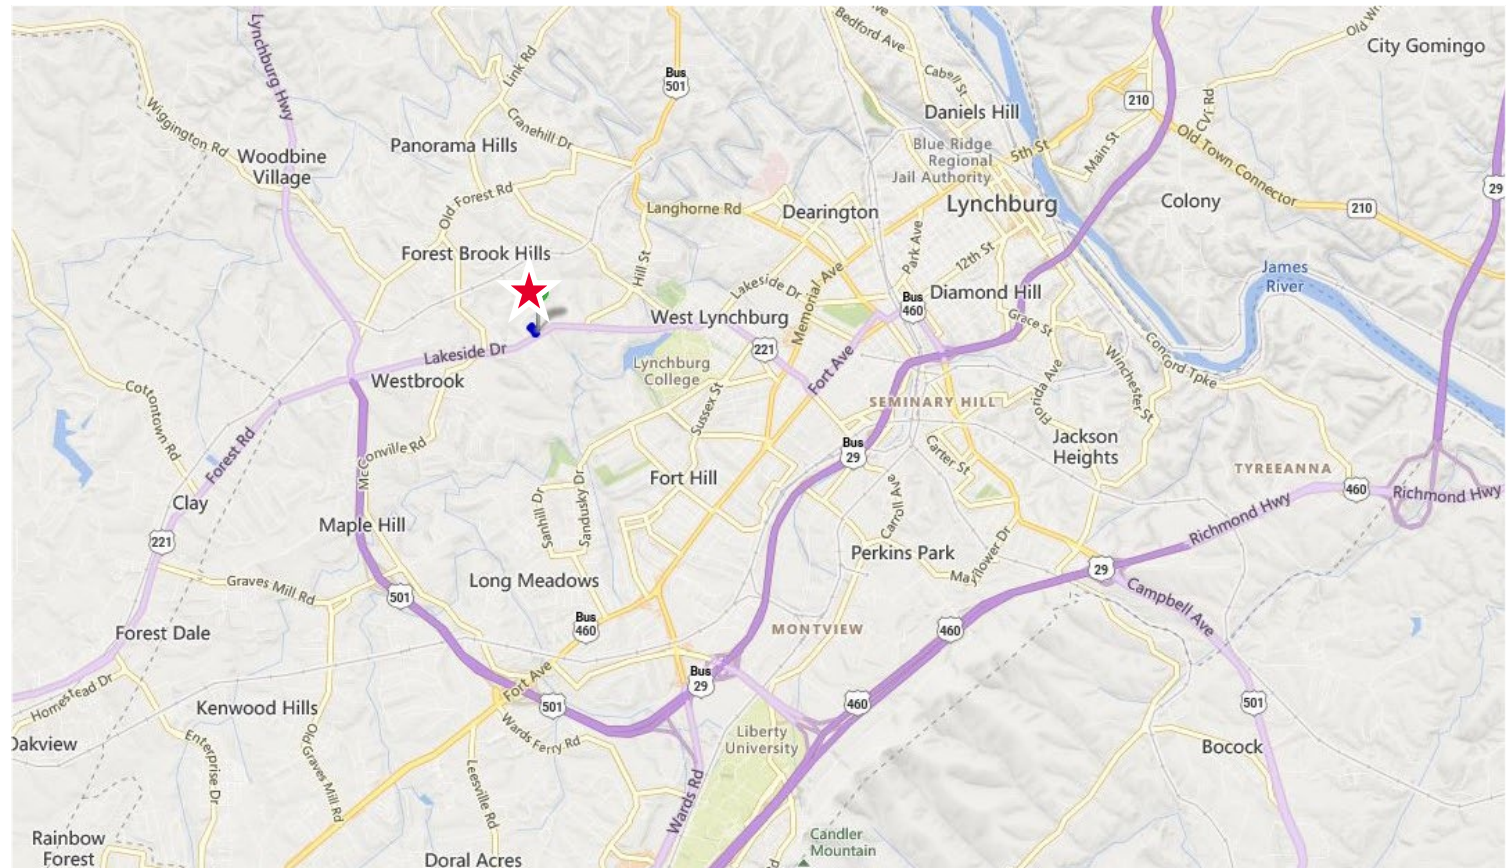 Lynchburg Hwy
Link Rd
Bus
501
Bedford Ave
Ave
Cabell St
Old Wr
City Gomingo
Wiggington Rd
Cranehill Dr
Daniels Hill
210
CVT Rd
Woodbine
Village
Panorama Hills
Blue Ridge
Regional
Jail Authority
5th St
Main St
Old Town Connector
Old Forest Rd
Langhorne Rd
Dearington
Lynchburg
Colony
210
29
Forest Brook Hills
Hill St
Park Ave
12th St
James
River
Lakeside Dr
Memorial Ave
Bus
460
Diamond Hill
West Lynchburg
Grace St
Lakeside Dr
221
Lynchburg
College
Fort Ave
Concord Tpke
Winchester St
Westbrook
Sussex St
SEMINARY HILL
Florida Ave
Cottontown Rd
Forest Rd
McConville Rd
Bus
29
Carter St
Jackson
Heights
TYREEANNA
Clay
Fort Hill
460
Richmond Hwy
Sanhill Dr
Sandusky Dr
Carroll Ave
Richmond Hwy
Maple Hill
221
Perkins Park
Mayflower Dr
29
Graves Mill Rd
501
Long Meadows
Campbell Ave
Forest Dale
Bus
460
MONTVIEW
460
Homestead Dr
Fort Ave
Bus
29
Kenwood Hills
501
460
501
Oakview
Enterprise Dr
Old Graves Mill Rd
Wards Ferry Rd
Liberty
University
Bocock
Leesville Rd
Wards Rd
Rainbow
Forest
Doral Acres
Candler
Mountain